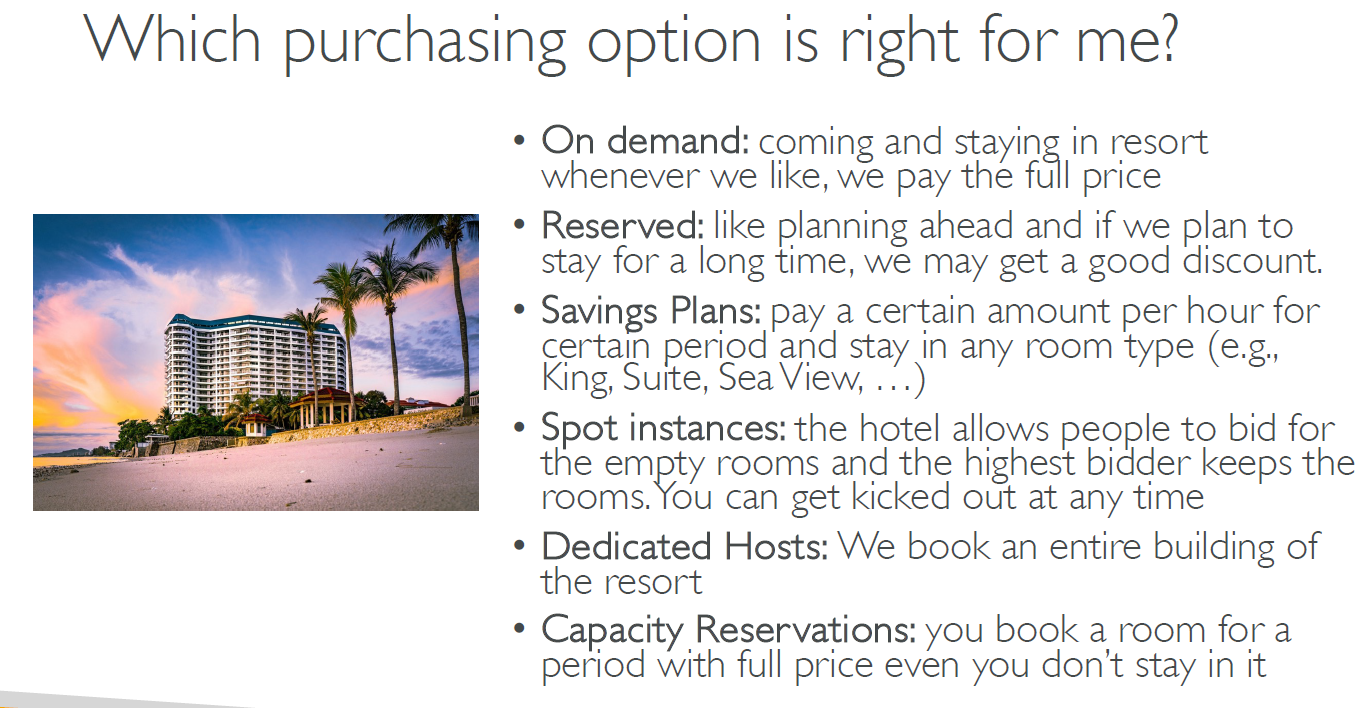 Which purchasing option is right for me?
• On demand: coming and staying in resort
whenever we like, we pay the full price
• Reserved: like planning ahead and if we plan to
stay for a long time, we may get a good discount.
• Savings Plans: pay a certain amount per hour for
certain period and stay in any room type (e.g.,
King, Suite, Sea View, …)
• Spot instances: the hotel allows people to bid for
the empty rooms and the highest bidder keeps the
rooms. You can get kicked out at any time
• Dedicated Hosts: We book an entire building of
the resort
• Capacity Reservations: you book a room for a
period with full price even you don’t stay in it